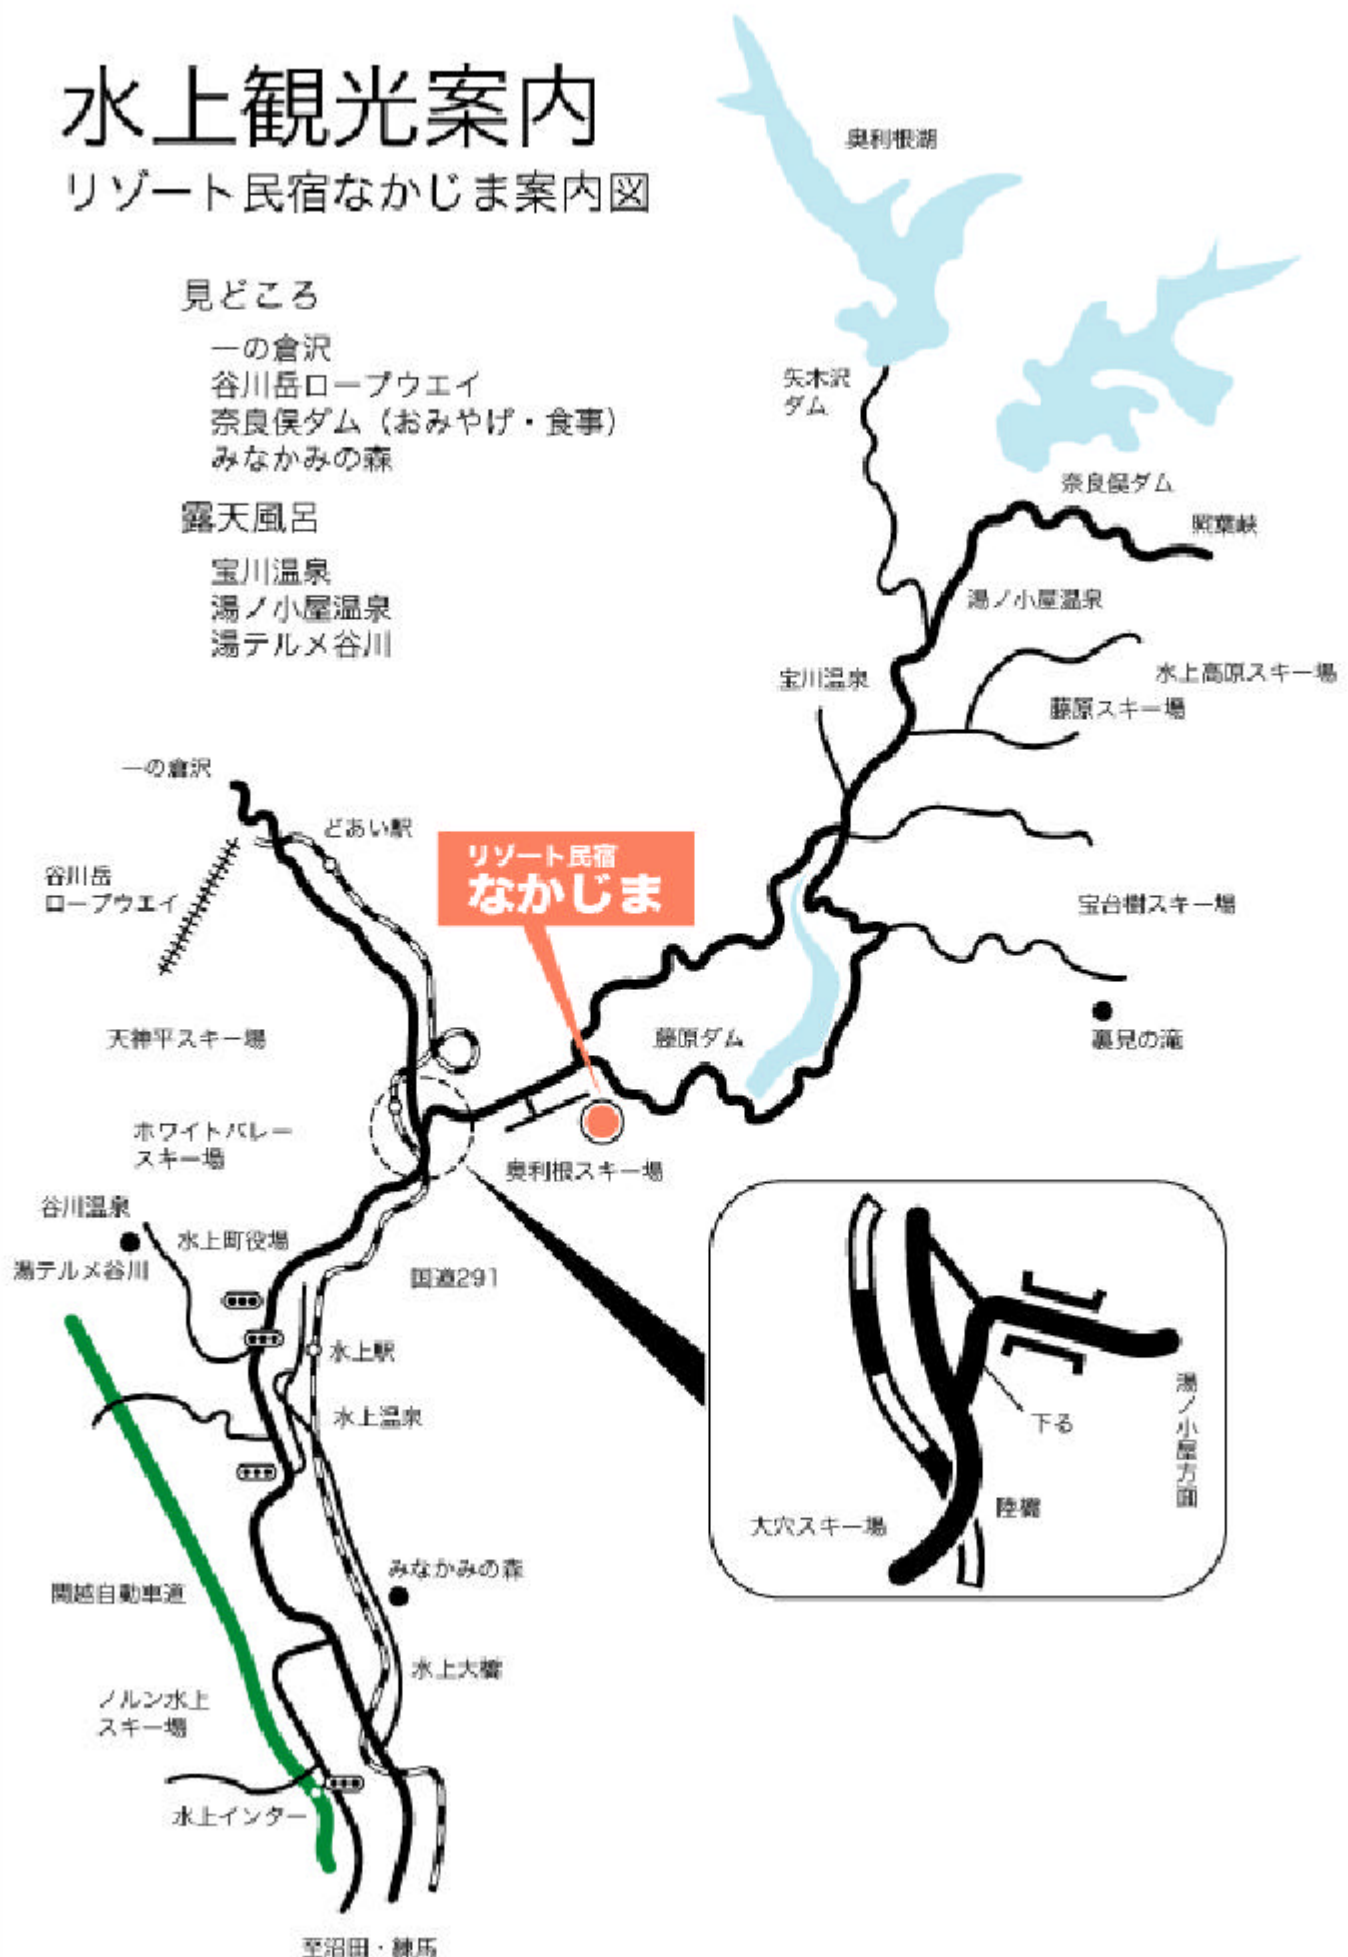 水上観光案内
リゾート民宿なかじま案内図
見どころ
一の倉沢
谷川岳ロープウエイ
奈良俣ダム（おみやげ・食事）
みなかみの森
露天風呂
宝川温泉
湯ノ小屋温泉
湯テルメ谷川
奥利根湖
矢木沢
ダム
奈良俣ダム
照葉峡
湯ノ小屋温泉
宝川温泉
水上高原スキー場
藤原スキー場
一の倉沢
どあい駅
谷川岳
ロープウエイ
リゾート民宿
なかじま
宝台樹スキー場
天神平スキー場
藤原ダム
裏見の滝
ホワイトバレー
スキー場
奥利根スキー場
谷川温泉
水上町役場
湯テルメ谷川
国道291
水上駅
水上温泉
下る
湯ノ小屋方面
陸橋
大穴スキー場
みなかみの森
関越自動車道
水上大橋
ノルン水上
スキー場
水上インター
至沼田・練馬